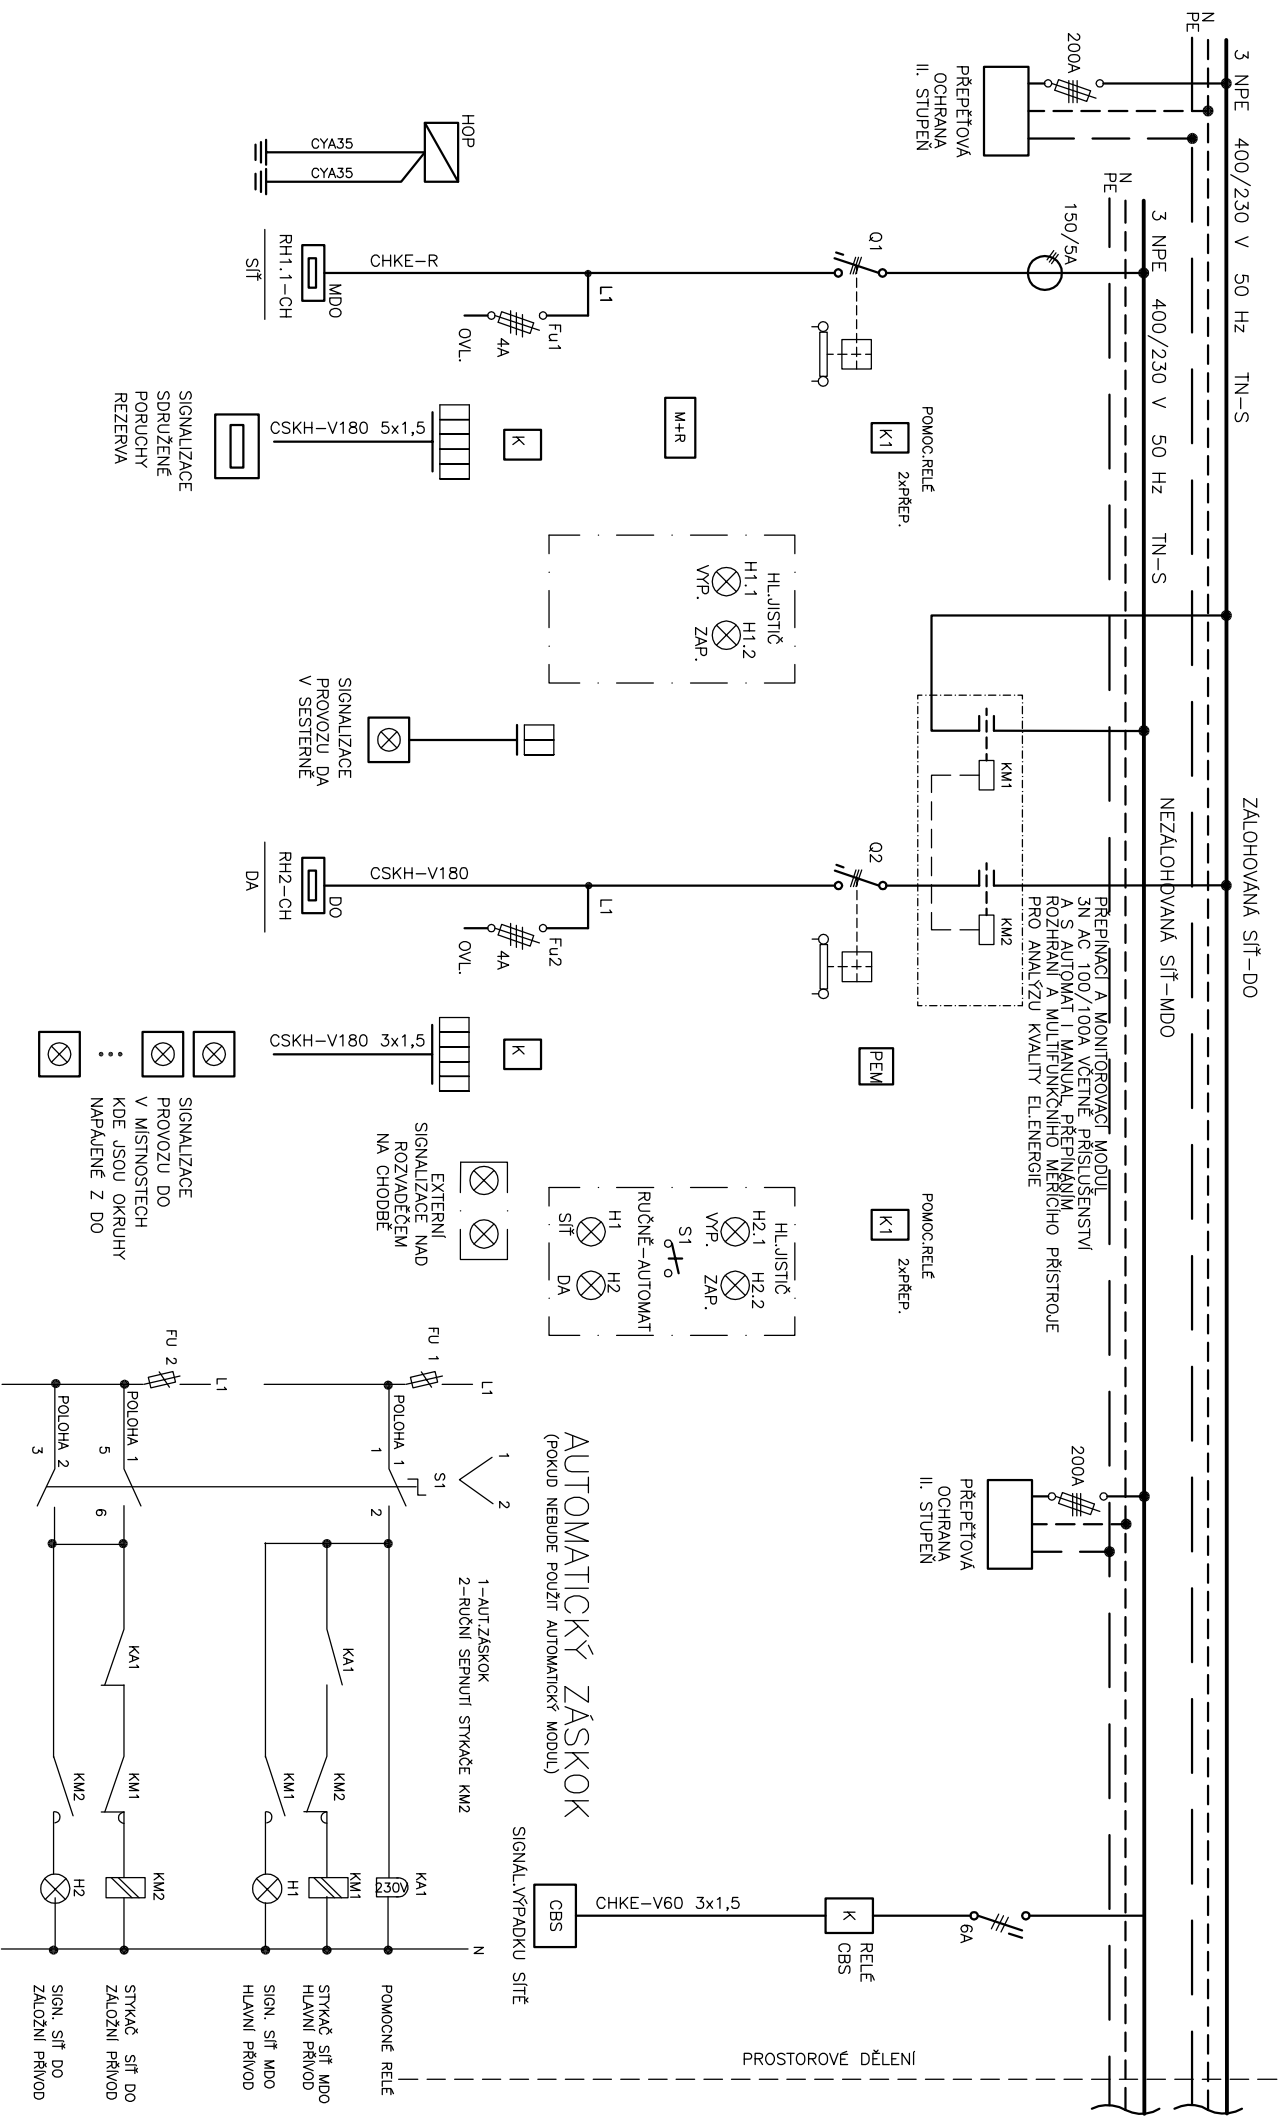 3 NPE 400/230 V 50 Hz TN-S
ZÁLOHOVANÁ SÍŤ-DO
N
PE
3 NPE 400/230 V 50 Hz TN-S
NEZÁLOHOVANÁ SÍŤ-MDO
N
PE
200A
PŘEPĚŤOVÁ
OCHRANA
II. STUPEŇ
HOP
CYA35
CYA35
150/5A
Q1
L1
Fu1
4A
OVL.
CHKE-R
MDO
RH1.1-CH
SÍŤ
POMOC.RELÉ
K1
2xPŘEP.
M+R
K
CSKH-V180 5x1,5
SIGNALIZACE
SDRUŽENÉ
PORUCHY
REZERVA
HL.JISTIČ
H1.1
H1.2
VYP.
ZAP.
SIGNALIZACE
PROVOZU DA
V SESTERNĚ
KM1
KM2
PŘEPÍNACÍ A MONITOROVACÍ MODUL
3N AC 100/100A VČETNĚ PŘÍSLUŠENSTVÍ
A S AUTOMAT I MANUAL PŘEPÍNÁNÍM
ROZHRANÍ A MULTIFUNKČNÍHO MĚŘÍCÍHO PŘÍSTROJE
PRO ANALÝZU KVALITY EL.ENERGIE
Q2
L1
Fu2
4A
OVL.
CSKH-V180
DO
RH2-CH
DA
PEM
K
CSKH-V180 3x1,5
SIGNALIZACE
PROVOZU DO
V MÍSTNOSTECH
KDE JSOU OKRUHY
NAPÁJENÉ Z DO
EXTERNÍ
SIGNALIZACE NAD
ROZVADĚČEM
NA CHODBĚ
POMOC.RELÉ
K1
2xPŘEP.
HL.JISTIČ
H2.1
H2.2
VYP.
ZAP.
S1
RUČNĚ-AUTOMAT
H1
H2
SÍŤ
DA
200A
PŘEPĚŤOVÁ
OCHRANA
II. STUPEŇ
6A
K
RELÉ
CBS
CHKE-V60 3x1,5
CBS
SIGNÁL.VÝPADKU SÍTĚ
PROSTOROVÉ DĚLENÍ
AUTOMATICKÝ ZÁSKOK
(POKUD NEBUDE POUŽIT AUTOMATICKÝ MODUL)
1-AUT.ZÁSKOK
2-RUČNÍ SEPNUTÍ STYKAČE KM2
1
2
S1
L1
N
FU 1
POLOHA 1
1
2
KA1
230V
POMOCNÉ RELÉ
KA1
KM2
KM1
STYKAČ SÍŤ MDO
HLAVNÍ PŘÍVOD
KM1
H1
SIGN. SÍŤ MDO
HLAVNÍ PŘÍVOD
L1
FU 2
POLOHA 1
5
6
KA1
KM1
KM2
STYKAČ SÍŤ DO
ZÁLOŽNÍ PŘÍVOD
POLOHA 2
3
KM2
H2
SIGN. SÍŤ DO
ZÁLOŽNÍ PŘÍVOD